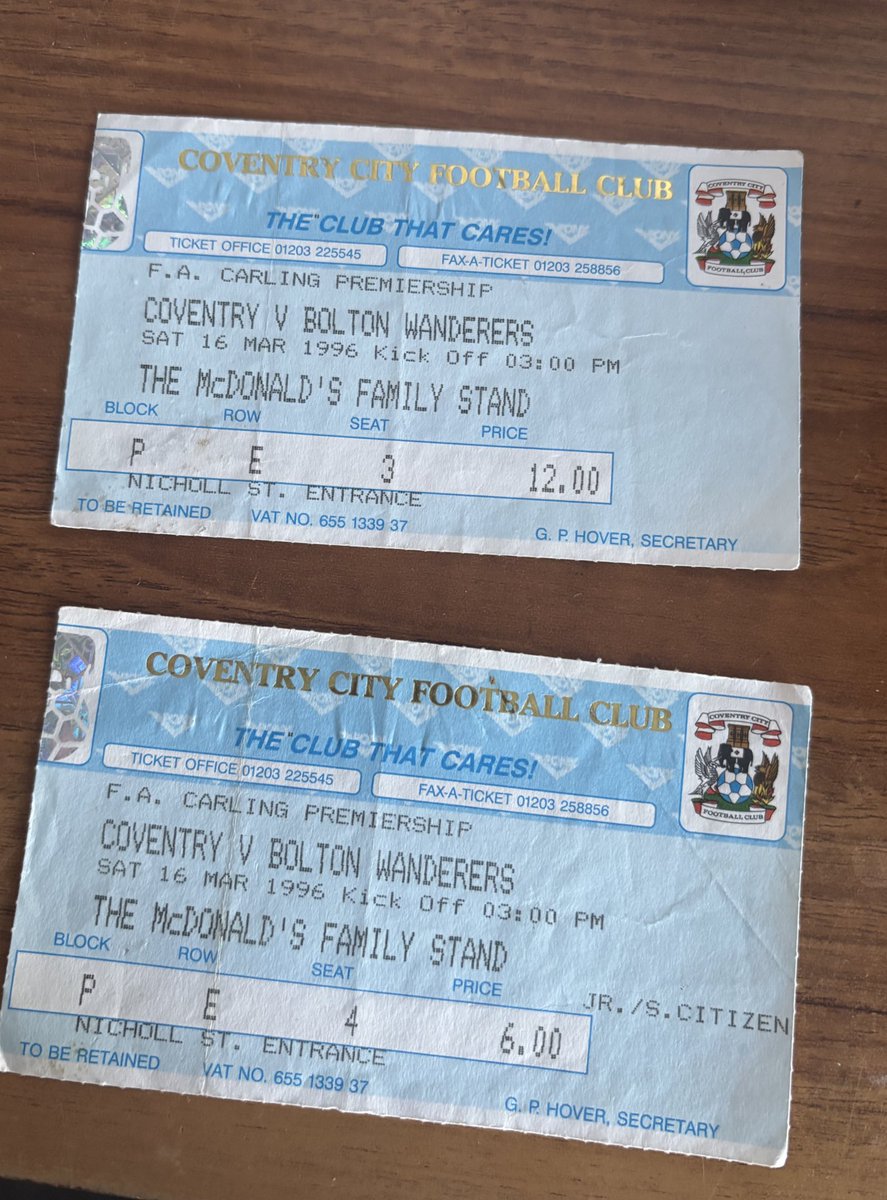 COVENTRY CITY FOOTBALL CLUB
THE CLUB THAT CARES!
COVENTRY CITY
FOOTBALL CLUB
TICKET OFFICE 01203 225545
FAX-A-TICKET 01203 258856
F.A. CARLING PREMIERSHIP
COVENTRY V BOLTON WANDERERS
SAT 16 MAR 1996 Kick Off 03:00 PM
THE McDONALD'S FAMILY STAND
BLOCK ROW SEAT PRICE
P E 3 12.00
NICHOLL ST. ENTRANCE
TO BE RETAINED VAT NO. 655 1339 37 G. P. HOVER, SECRETARY
COVENTRY CITY FOOTBALL CLUB
THE CLUB THAT CARES!
COVENTRY CITY
FOOTBALL CLUB
TICKET OFFICE 01203 225545
FAX-A-TICKET 01203 258856
F.A. CARLING PREMIERSHIP
COVENTRY V BOLTON WANDERERS
SAT 16 MAR 1996 Kick Off 03:00 PM
THE McDONALD'S FAMILY STAND
BLOCK ROW SEAT PRICE
P E 4 6.00 JR./S.CITIZEN
NICHOLL ST. ENTRANCE
TO BE RETAINED VAT NO. 655 1339 37 G. P. HOVER, SECRETARY